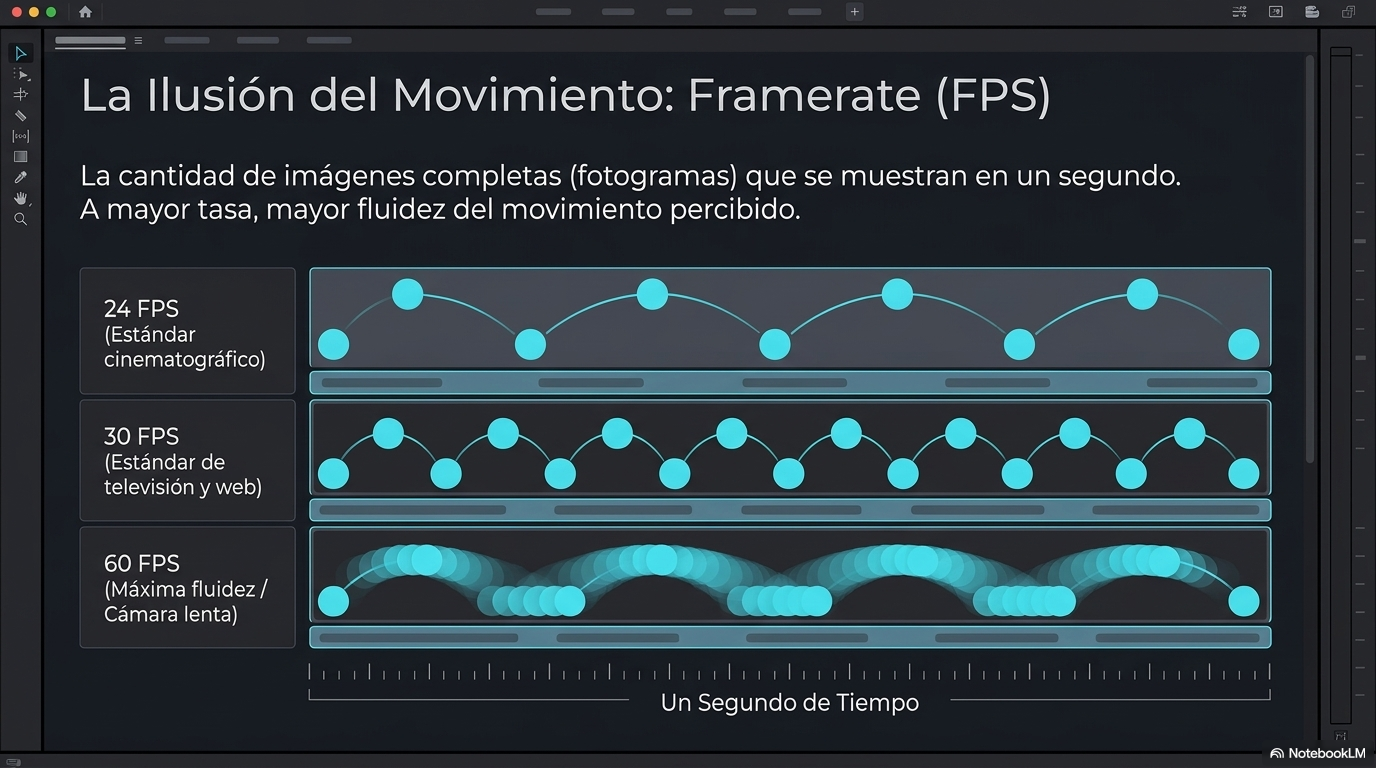 La Ilusión del Movimiento: Framerate (FPS)
La cantidad de imágenes completas (fotogramas) que se muestran en un segundo.
A mayor tasa, mayor fluidez del movimiento percibido.
24 FPS
(Estándar
cinematográfico)
30 FPS
(Estándar de
televisión y web)
60 FPS
(Máxima fluidez /
Cámara lenta)
Un Segundo de Tiempo
NotebookLM